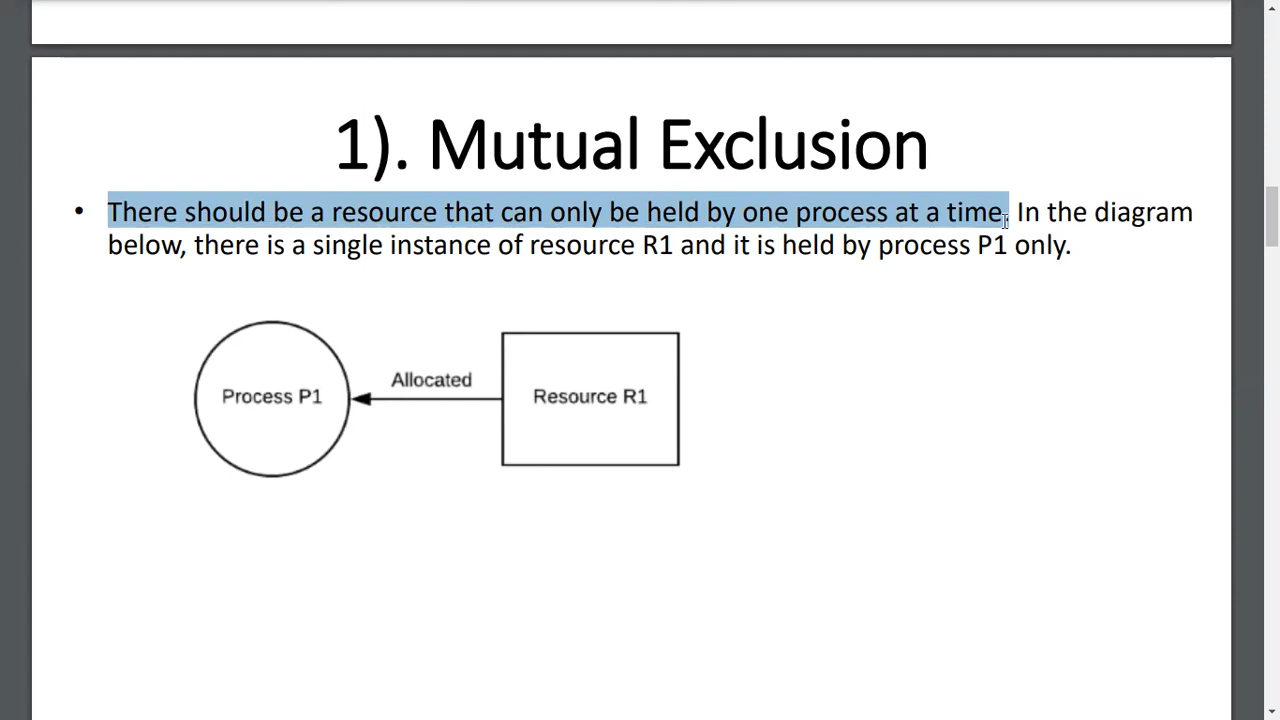 1). Mutual Exclusion
• There should be a resource that can only be held by one process at a time. In the diagram
below, there is a single instance of resource R1 and it is held by process P1 only.
Allocated
Process P1
Resource R1